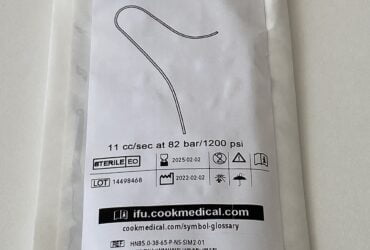 11 cc/sec at 82 bar/1200 psi
STERILE EO 2025-02-02
LOT 14498468 2022-02-02
ifu.cookmedical.com
cookmedical.com/symbol-glossary
REF HNB5.0-38-65-P-NS-SIM2-01